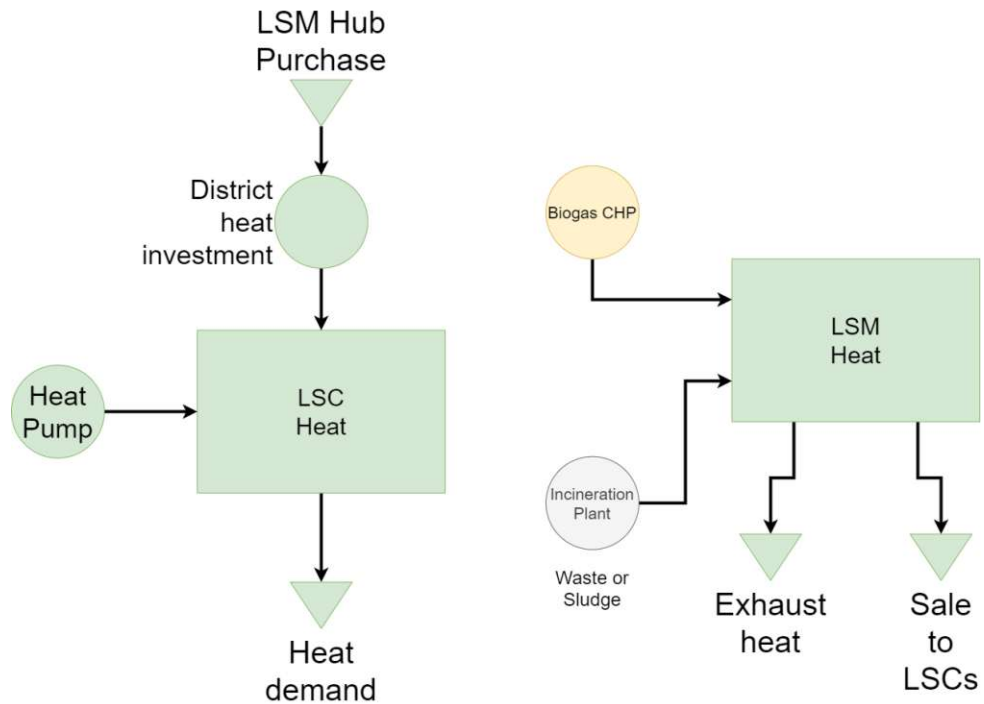 LSM Hub
Purchase
District
heat
investment
Heat
Pump
LSC
Heat
Heat
demand
Biogas CHP
LSM
Heat
Incineration
Plant
Waste or
Sludge
Exhaust
heat
Sale
to
LSCs